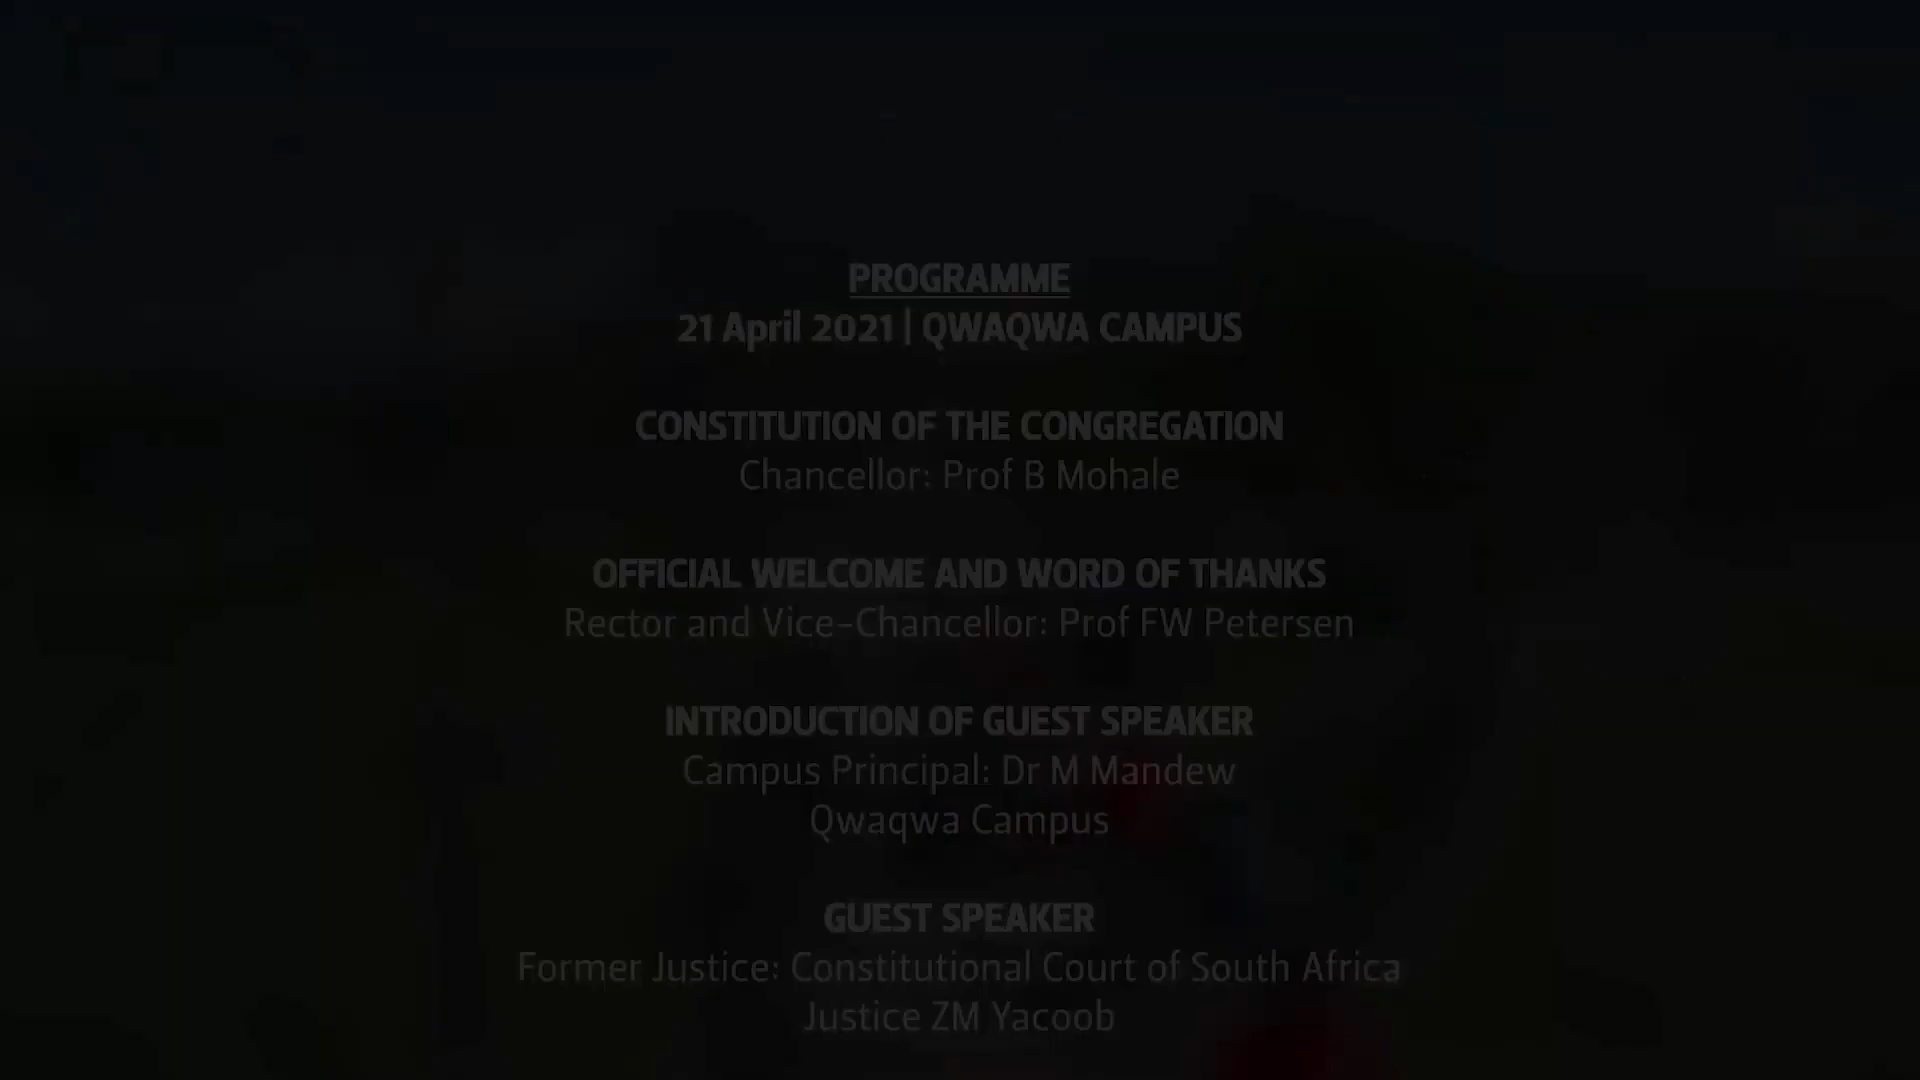 PROGRAMME
21 April 2021 | QWAQWA CAMPUS
CONSTITUTION OF THE CONGREGATION
Chancellor: Prof B Mohale
OFFICIAL WELCOME AND WORD OF THANKS
Rector and Vice-Chancellor: Prof FW Petersen
INTRODUCTION OF GUEST SPEAKER
Campus Principal: Dr M Mandew
Qwaqwa Campus
GUEST SPEAKER
Former Justice: Constitutional Court of South Africa
Justice ZM Yacoob